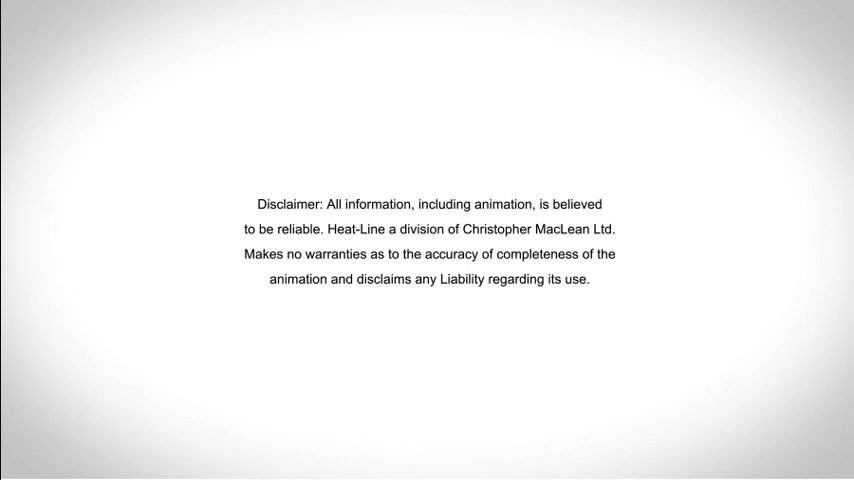 Disclaimer: All information, including animation, is believed
to be reliable. Heat-Line a division of Christopher MacLean Ltd.
Makes no warranties as to the accuracy of completeness of the
animation and disclaims any Liability regarding its use.